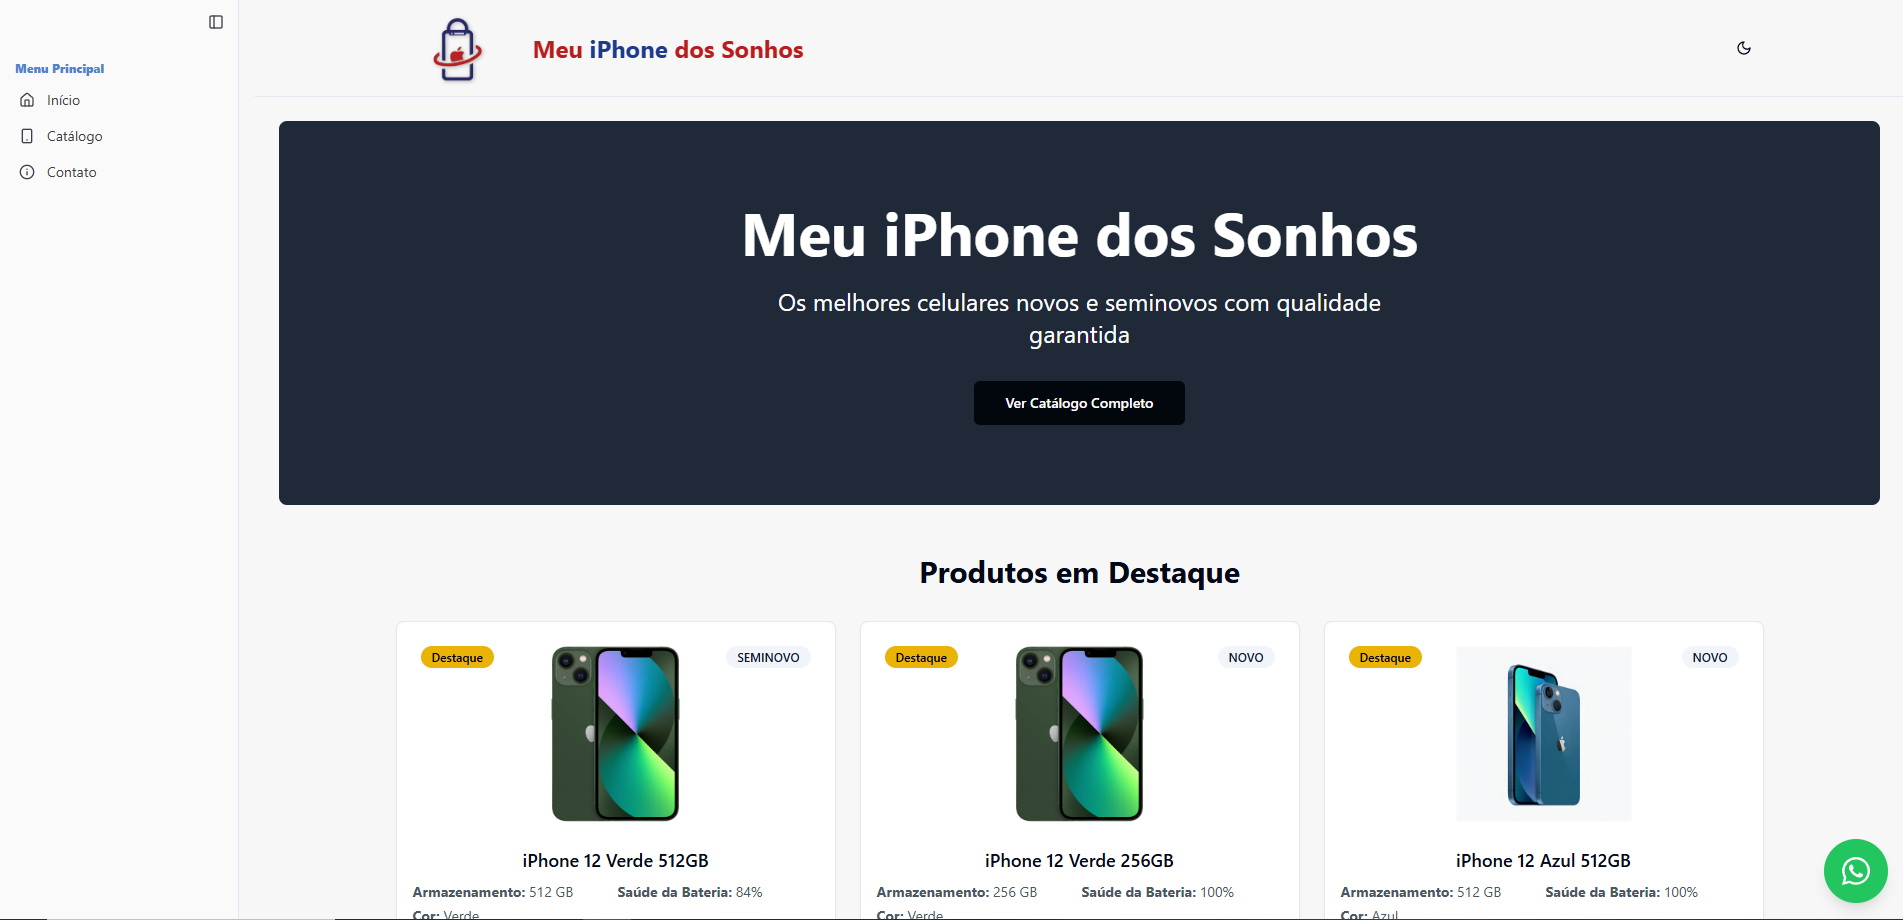 Menu Principal
Início
Catálogo
Contato
Meu iPhone dos Sonhos
Meu iPhone dos Sonhos
Os melhores celulares novos e seminovos com qualidade
garantida
Ver Catálogo Completo
Produtos em Destaque
Destaque
SEMINOVO
iPhone 12 Verde 512GB
Armazenamento: 512 GB
Saúde da Bateria: 84%
Cor: Verde
Destaque
NOVO
iPhone 12 Verde 256GB
Armazenamento: 256 GB
Saúde da Bateria: 100%
Cor: Verde
Destaque
NOVO
iPhone 12 Azul 512GB
Armazenamento: 512 GB
Saúde da Bateria: 100%
Cor: Azul